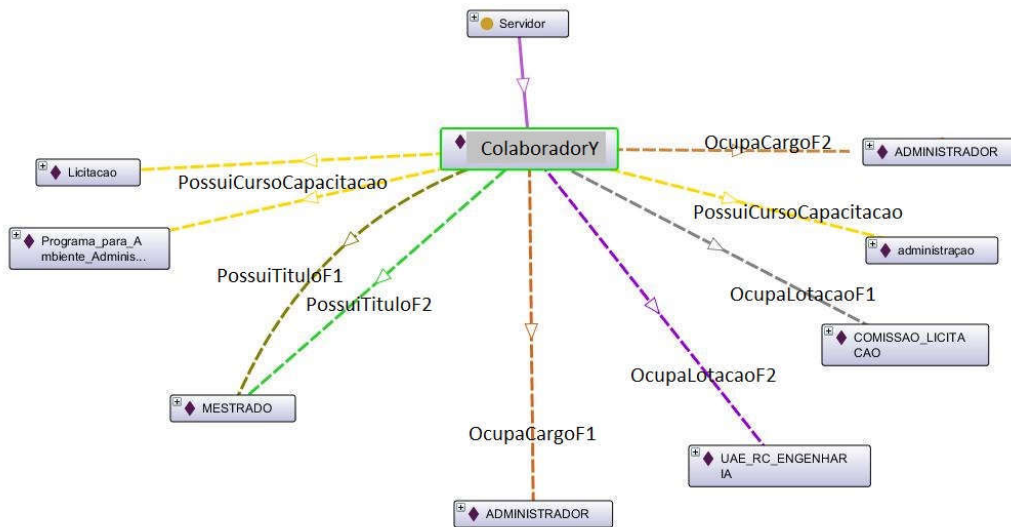 Servidor
ColaboradorY
OcupaCargoF2
ADMINISTRADOR
Licitacao
PossuiCursoCapacitacao
PossuiCursoCapacitacao
Programa_para_A
mbiente_Adminis...
administraçao
PossuiTituloF1
PossuiTituloF2
OcupaLotacaoF1
COMISSAO_LICITA
CAO
OcupaLotacaoF2
MESTRADO
OcupaCargoF1
UAE_RC_ENGENHAR
IA
ADMINISTRADOR